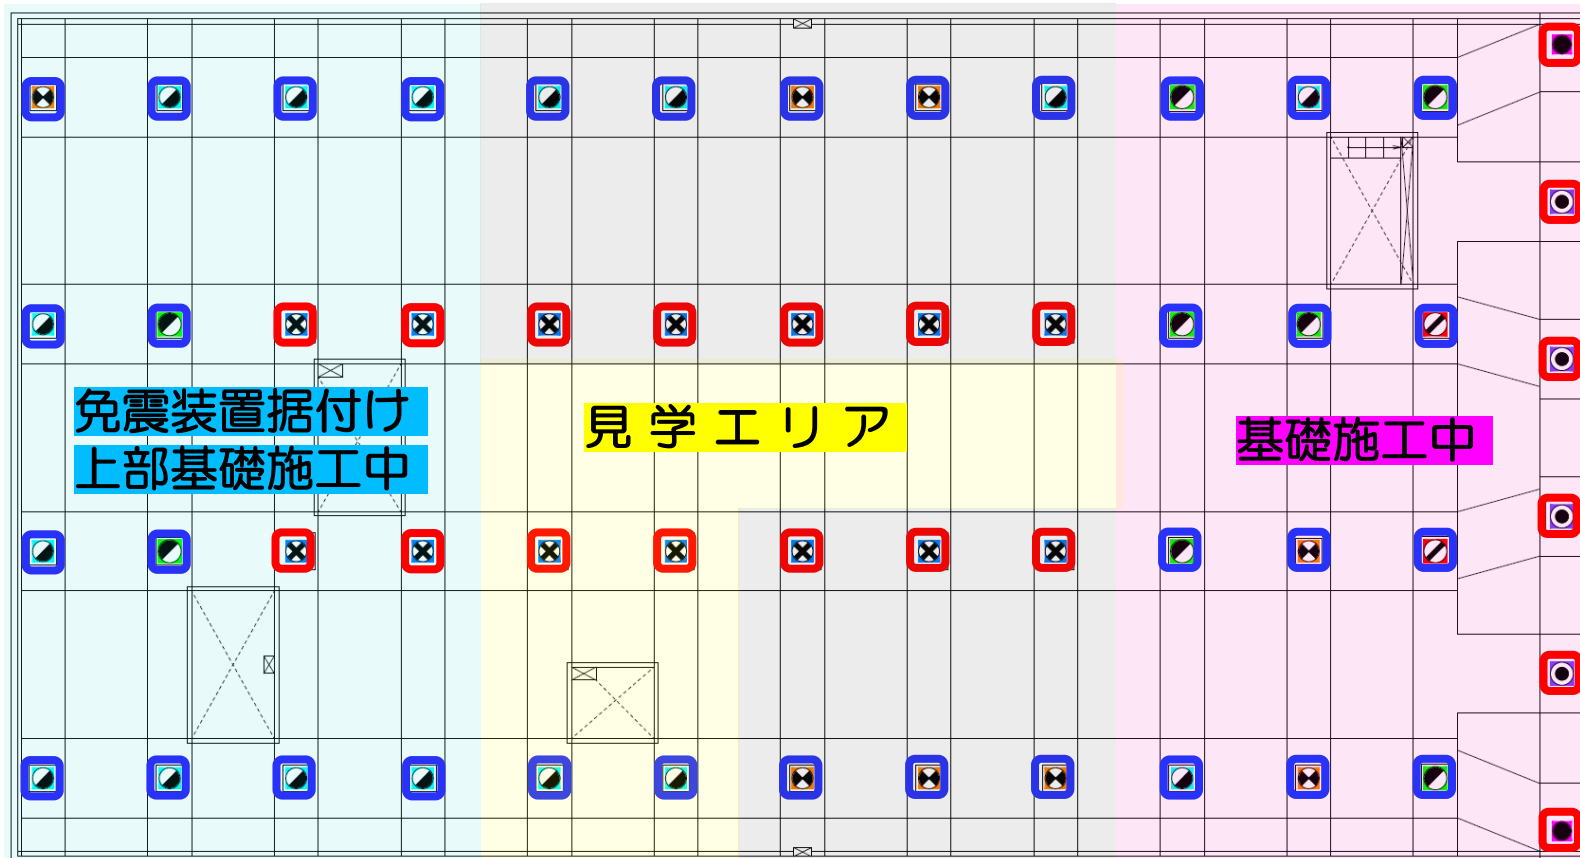 免震装置据付け
上部基礎施工中
見学エリア
基礎施工中